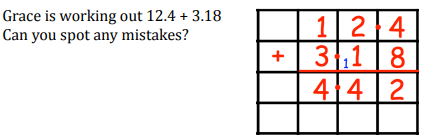 Grace is working out 12.4 + 3.18
Can you spot any mistakes?
1 2.4
+ 3.1 1 8
4.4 2